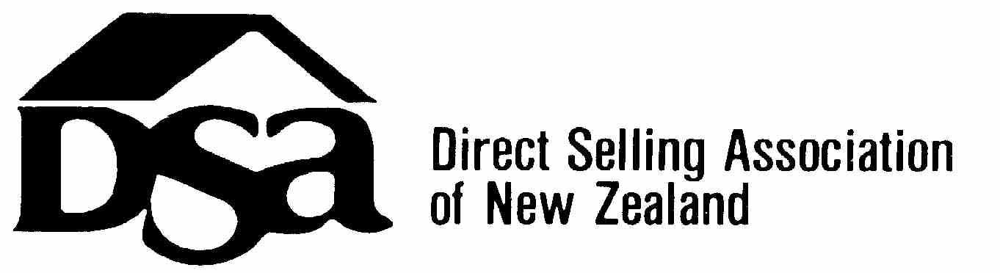 Dsa
Direct Selling Association
of New Zealand